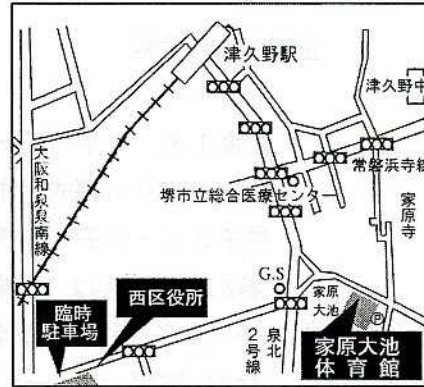 津久野駅
津久野中
常磐浜寺線
大阪和泉泉南線
堺市立総合医療センター
家原寺
G.S
家原
大池
西区役所
臨時
駐車場
泉北
2号線
P
家原大池
体育館